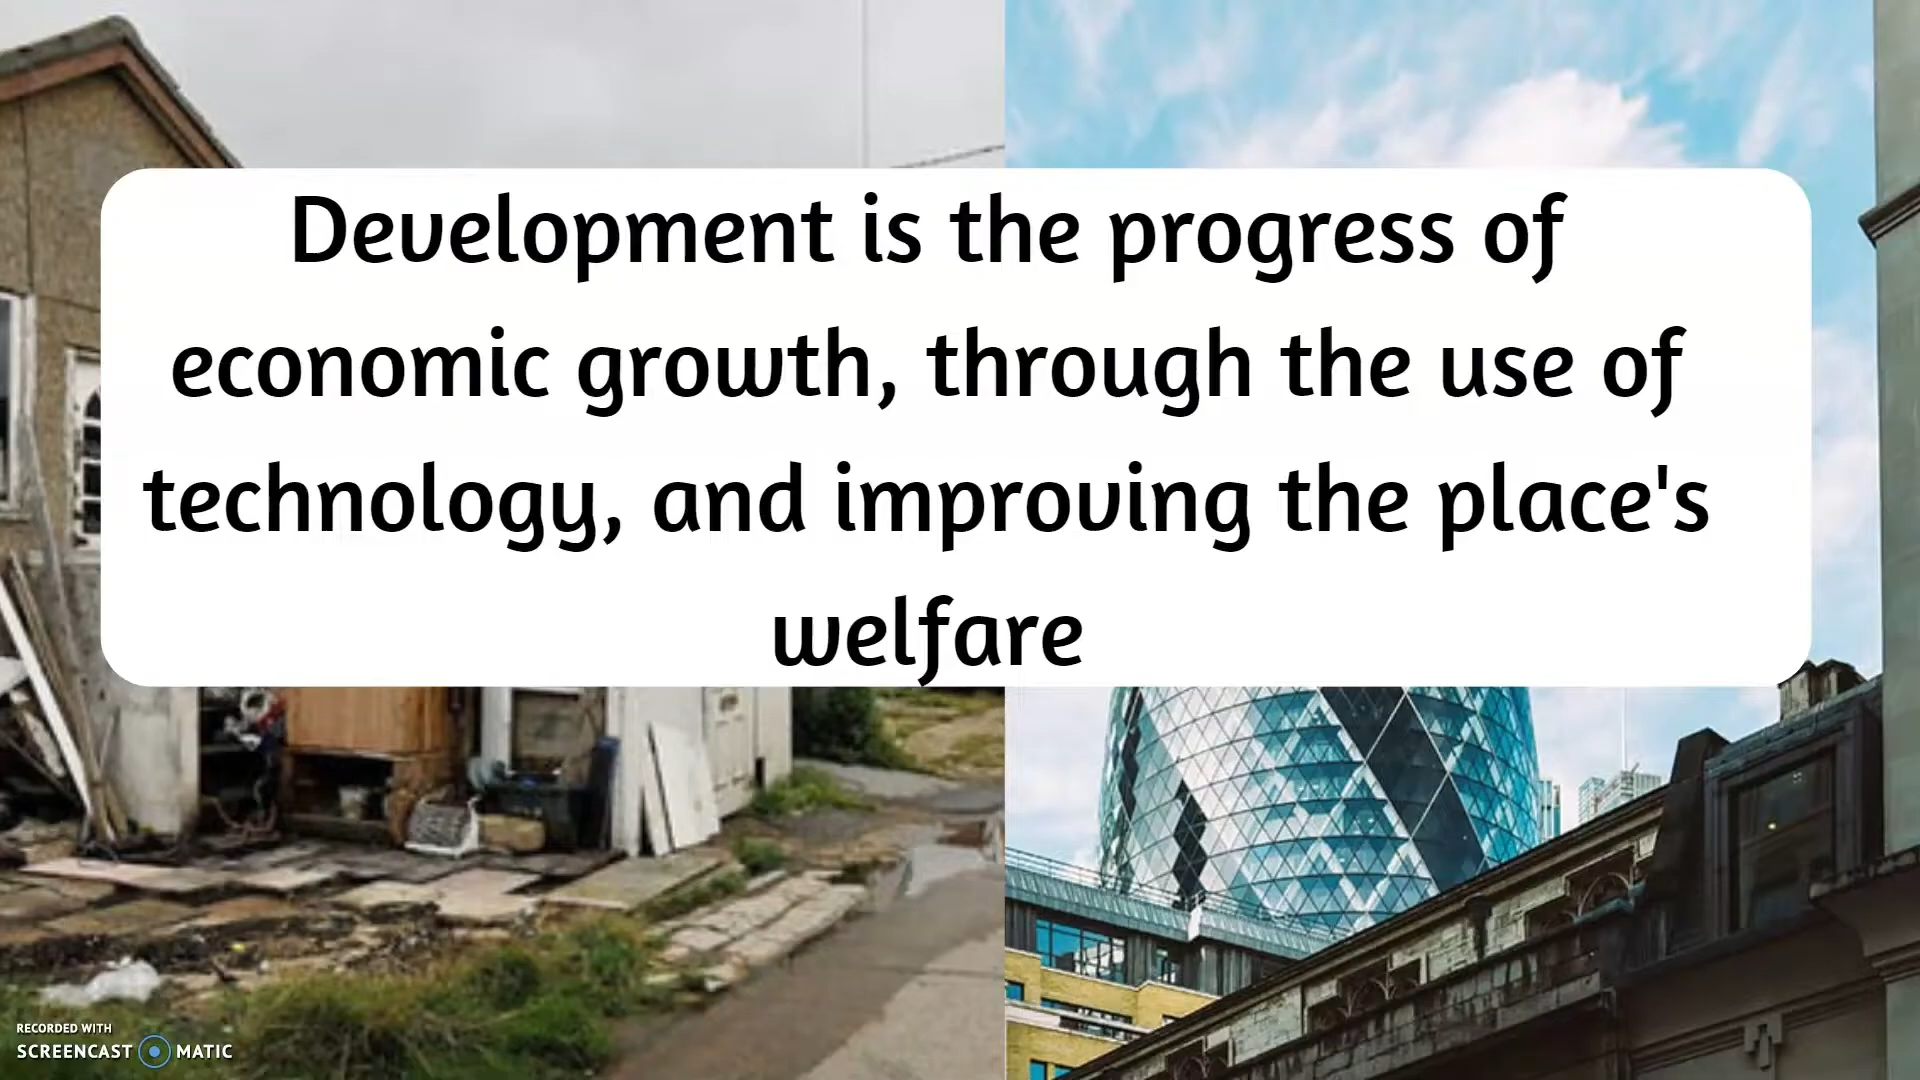 Development is the progress of
economic growth, through the use of
technology, and improving the place's
welfare
RECORDED WITH
SCREENCAST MATIC